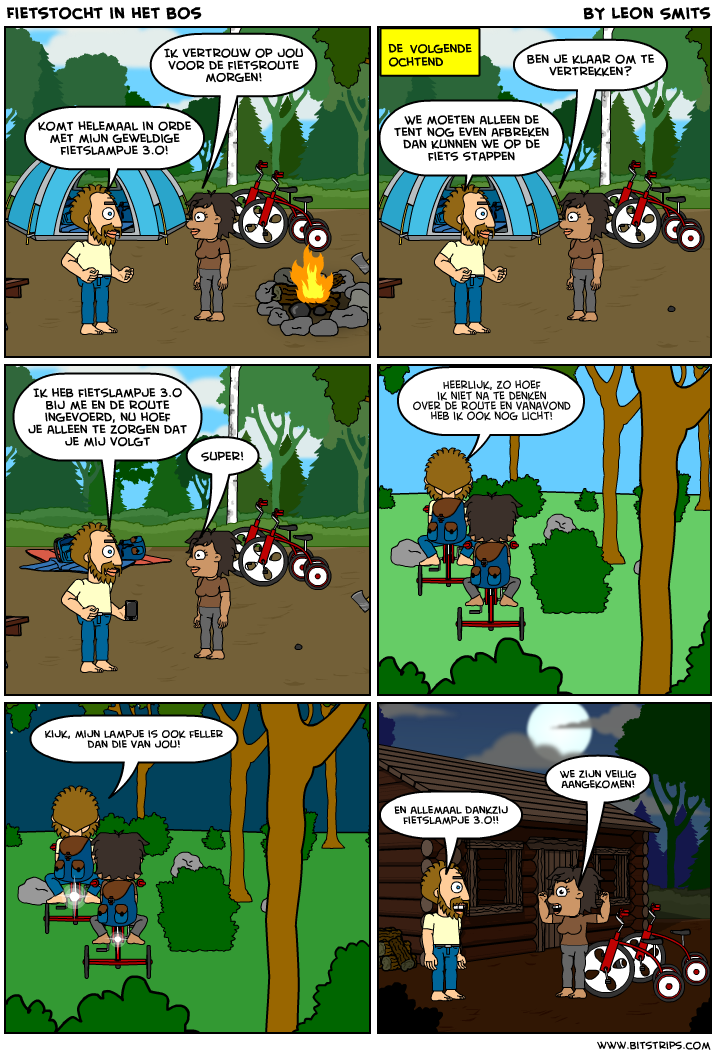 FIETSTOCHT IN HET BOS
BY LEON SMITS
IK VERTROUW OP JOU
VOOR DE FIETSROUTE
MORGEN!
KOMT HELEMAAL IN ORDE
MET MIJN GEWELDIGE
FIETSLAMPJE 3.0!
DE VOLGENDE
OCHTEND
BEN JE KLAAR OM TE
VERTREKKEN?
WE MOETEN ALLEEN DE
TENT NOG EVEN AFBREKEN
DAN KUNNEN WE OP DE
FIETS STAPPEN
IK HEB FIETSLAMPJE 3.0
BIJ ME EN DE ROUTE
INGEVOERD, NU HOEF
JE ALLEEN TE ZORGEN DAT
JE MIJ VOLGT
SUPER!
HEERLIJK, ZO HOEF
IK NIET NA TE DENKEN
OVER DE ROUTE EN VANAVOND
HEB IK OOK NOG LICHT!
KIJK, MIJN LAMPJE IS OOK FELLER
DAN DIE VAN JOU!
WE ZIJN VEILIG
AANGEKOMEN!
EN ALLEMAAL DANKZIJ
FIETSLAMPJE 3.0!!
WWW.BITSTRIPS.COM